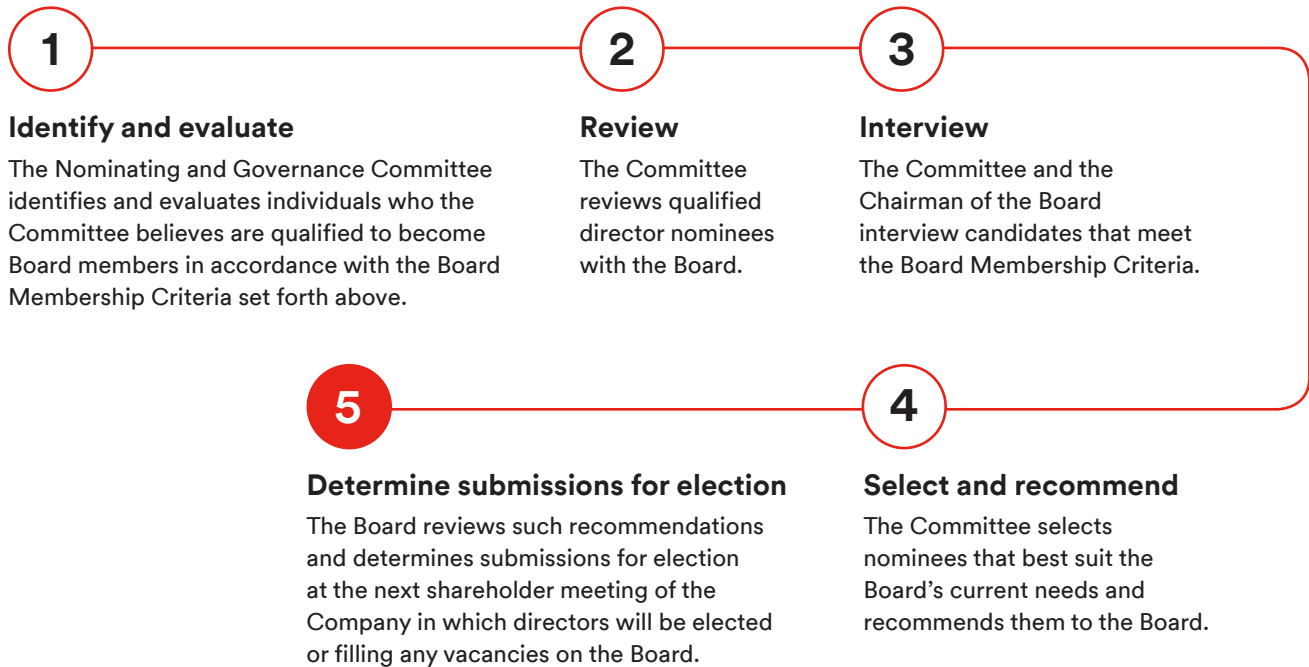 1
Identify and evaluate
The Nominating and Governance Committee
identifies and evaluates individuals who the
Committee believes are qualified to become
Board members in accordance with the Board
Membership Criteria set forth above.
2
Review
The Committee
reviews qualified
director nominees
with the Board.
3
Interview
The Committee and the
Chairman of the Board
interview candidates that meet
the Board Membership Criteria.
4
Select and recommend
The Committee selects
nominees that best suit the
Board’s current needs and
recommends them to the Board.
5
Determine submissions for election
The Board reviews such recommendations
and determines submissions for election
at the next shareholder meeting of the
Company in which directors will be elected
or filling any vacancies on the Board.